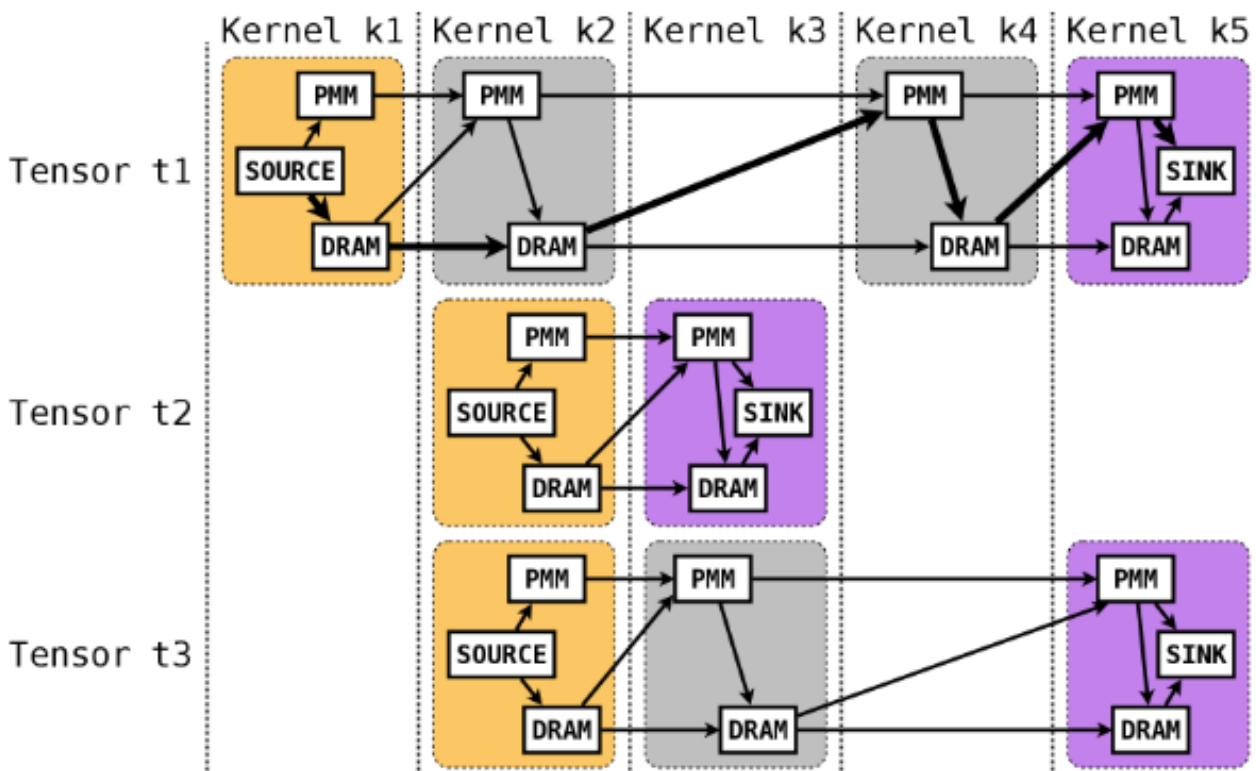 Kernel k1 Kernel k2 Kernel k3 Kernel k4 Kernel k5
PMM PMM PMM PMM
Tensor t1 SOURCE SINK
DRAM DRAM DRAM DRAM
PMM PMM
Tensor t2 SOURCE SINK
DRAM DRAM
PMM PMM PMM
Tensor t3 SOURCE SINK
DRAM DRAM DRAM